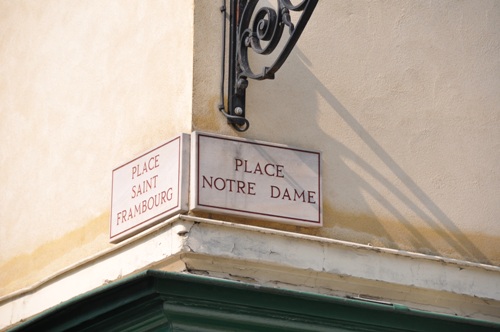 PLACE
SAINT
FRAMBOURG
PLACE
NOTRE DAME